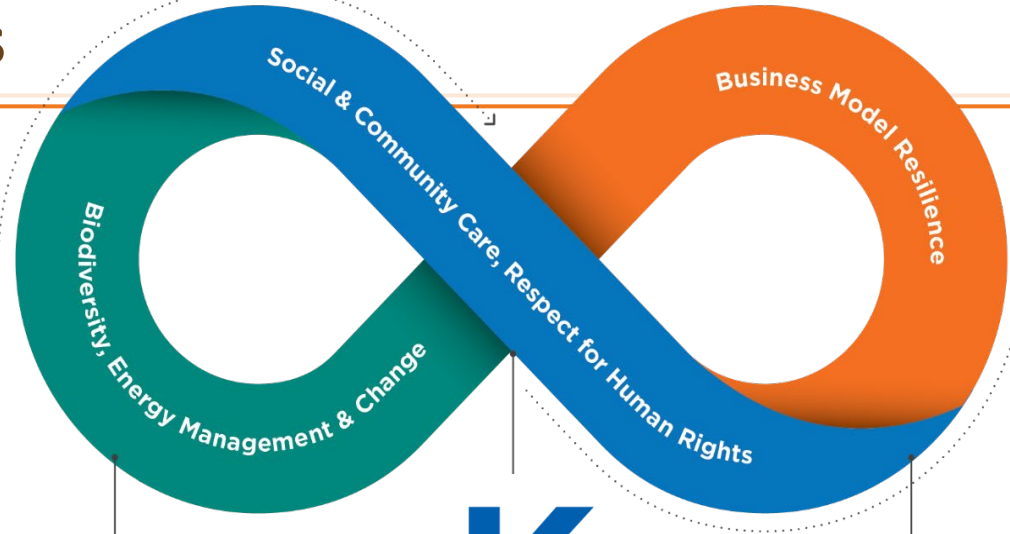 s
Biodiversity, Energy Management & Change
Social & Community Care, Respect for Human Rights
Business Model Resilience
K